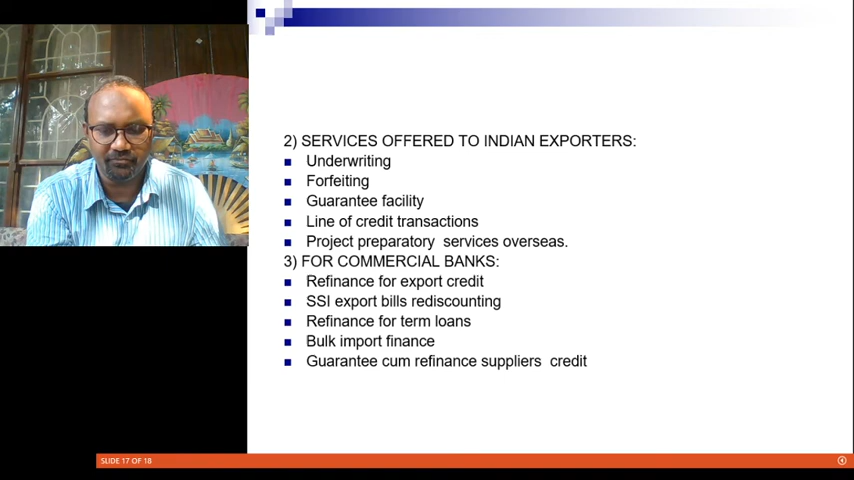 2) SERVICES OFFERED TO INDIAN EXPORTERS:
Underwriting
Forfeiting
Guarantee facility
Line of credit transactions
Project preparatory services overseas.
3) FOR COMMERCIAL BANKS:
Refinance for export credit
SSI export bills rediscounting
Refinance for term loans
Bulk import finance
Guarantee cum refinance suppliers credit
SLIDE 17 OF 18